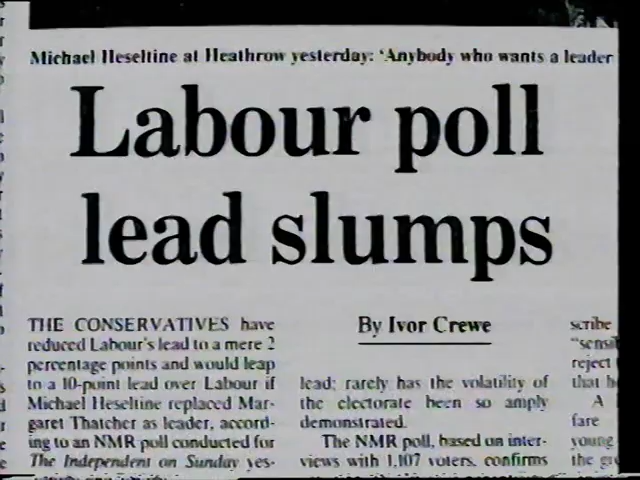 Michael Heseltine at Heathrow yesterday: 'Anybody who wants a leader
Labour poll
lead slumps
THE CONSERVATIVES have
reduced Labour's lead to a mere 2
percentage points and would leap
to a 10-point lead over Labour if
Michael Heseltine replaced Mar-
garet Thatcher as leader, accord-
ing to an NMR poll conducted for
The Independent on Sunday yes-
By Ivor Crewe
lead; rarely has the volatility of
the electorate been so amply
demonstrated.
The NMR poll, based on inter-
views with 1,107 voters, confirms
scribe
"sensi
reject
that h
A
fare
young
the gr